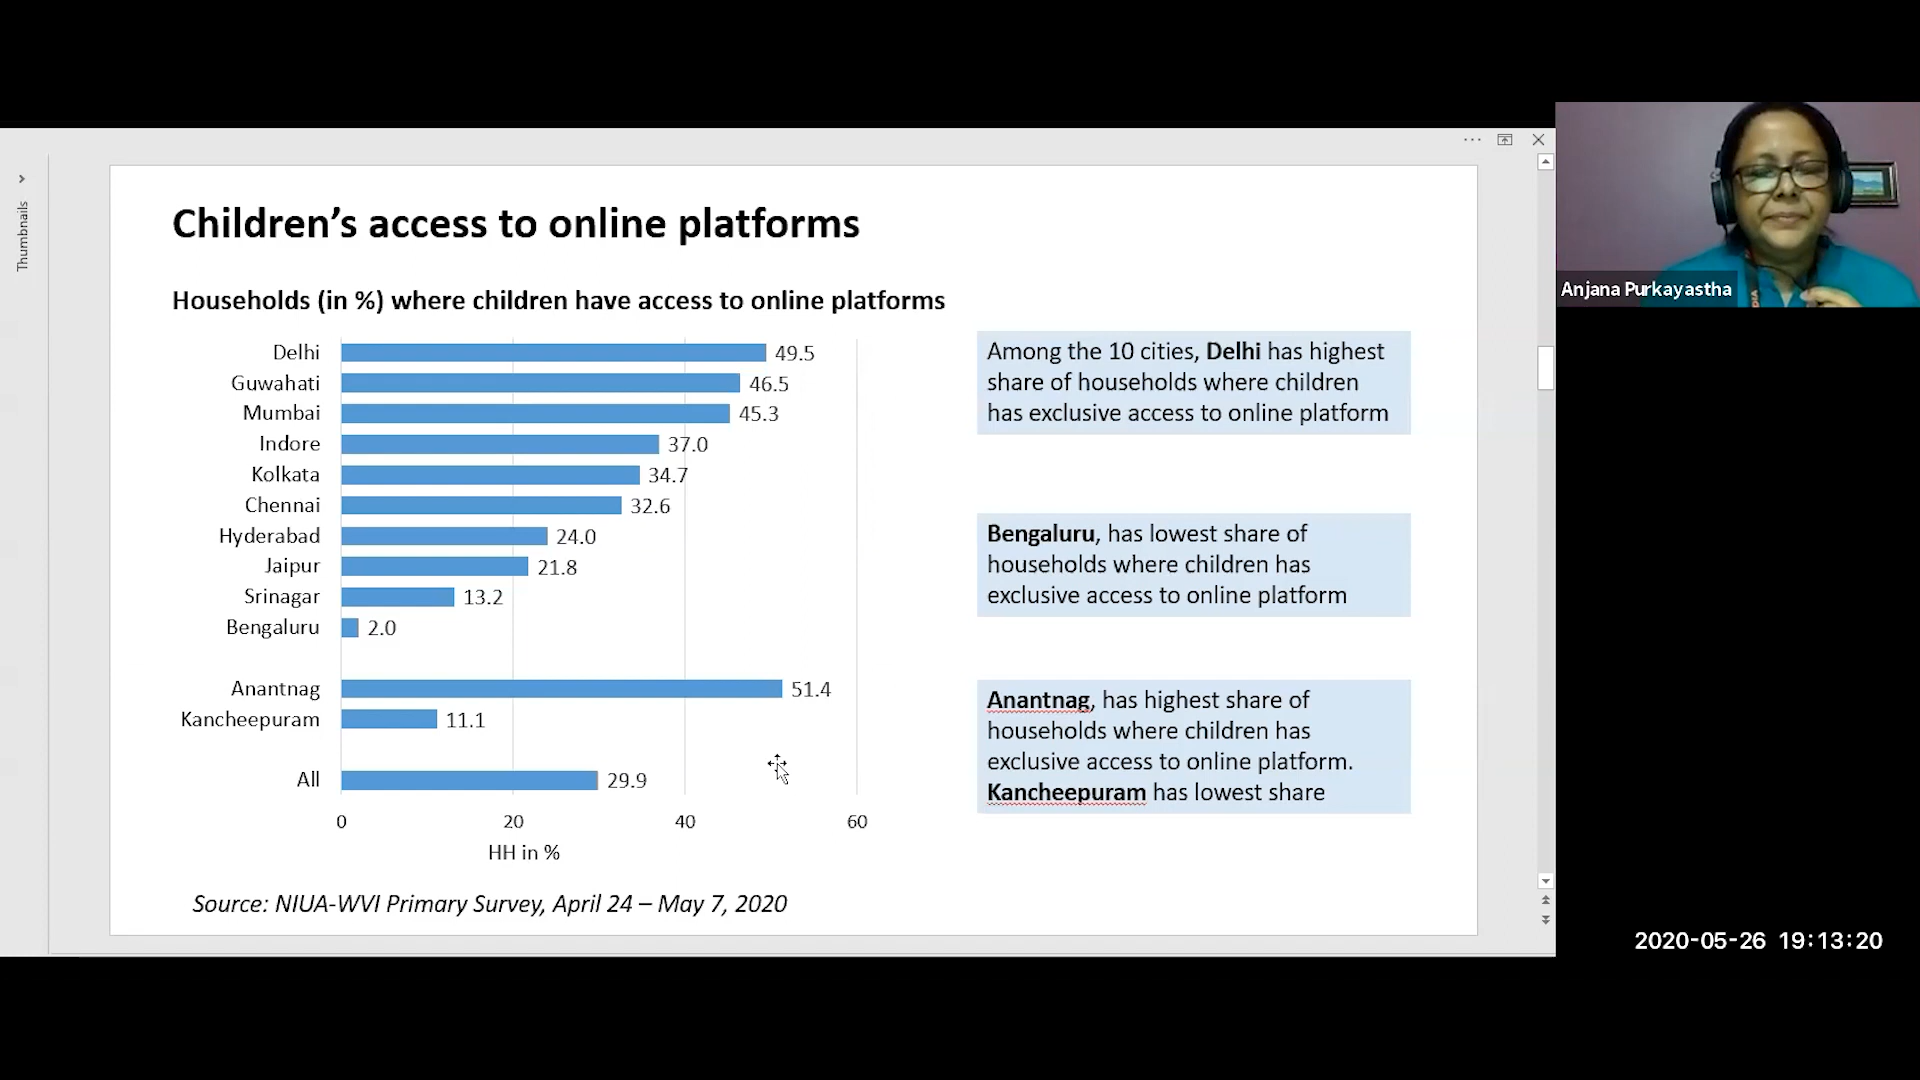 Thumbnails
Children's access to online platforms
Households (in %) where children have access to online platforms
Delhi 49.5
Guwahati 46.5
Mumbai 45.3
Indore 37.0
Kolkata 34.7
Chennai 32.6
Hyderabad 24.0
Jaipur 21.8
Srinagar 13.2
Bengaluru 2.0
Anantnag 51.4
Kancheepuram 11.1
All 29.9
0 20 40 60
HH in %
Source: NIUA-WVI Primary Survey, April 24 – May 7, 2020
Among the 10 cities, Delhi has highest
share of households where children
has exclusive access to online platform
Bengaluru, has lowest share of
households where children has
exclusive access to online platform
Anantnag, has highest share of
households where children has
exclusive access to online platform.
Kancheepuram has lowest share
Anjana Purkayastha
2020-05-26 19:13:20